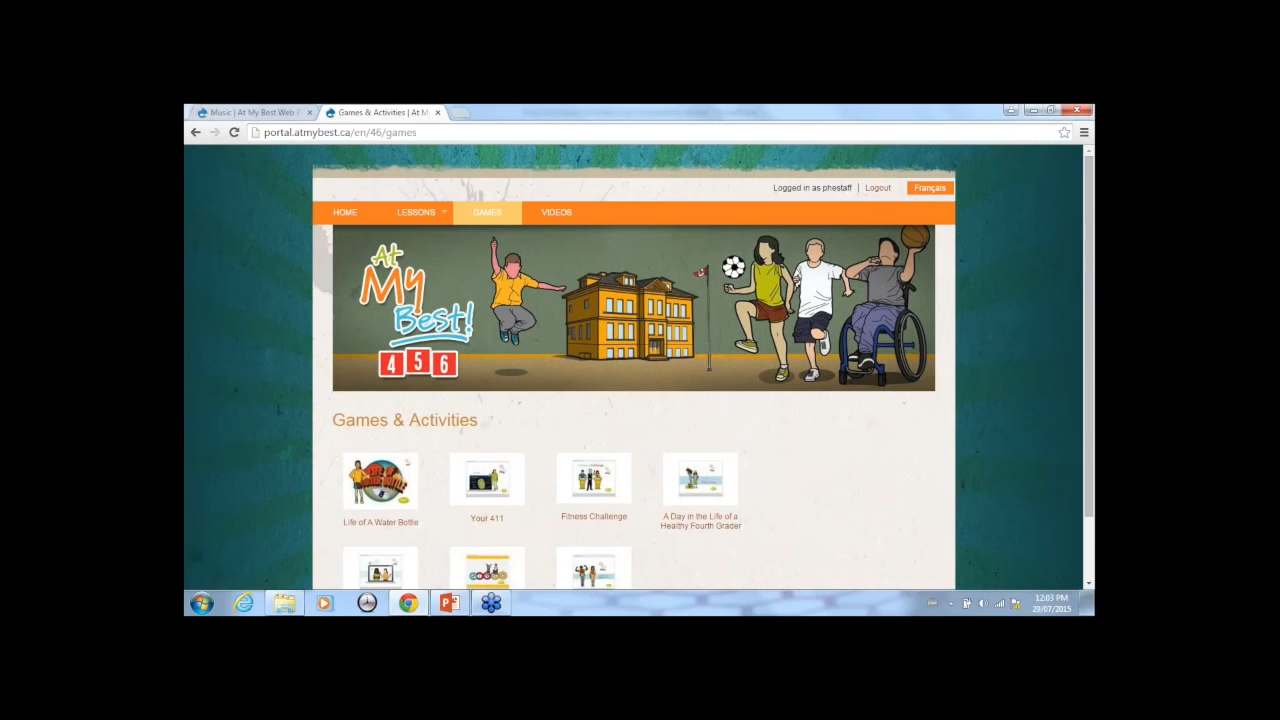 Music | At My Best Web P
Games & Activities | At M
portal.atmybest.ca/en/46/games
Logged in as phestaff | Logout
Français
HOME LESSONS GAMES VIDEOS
At
My
Best!
4 5 6
Games & Activities
Life of A Water Bottle
Your 411
Fitness Challenge
A Day in the Life of a
Healthy Fourth Grader
12:03 PM
29/07/2015